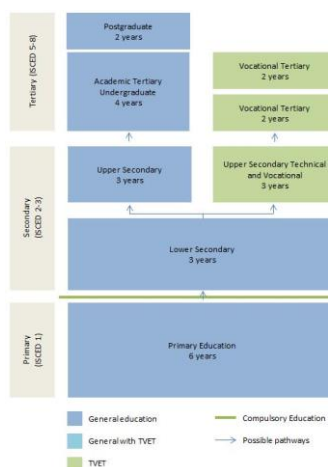 Tertiary (ISCED 5-8)
Postgraduate
2 years
Academic Tertiary
Undergraduate
4 years
Vocational Tertiary
2 years
Vocational Tertiary
2 years
Secondary
(ISCED 2-3)
Upper Secondary
3 years
Upper Secondary Technical
and Vocational
3 years
Lower Secondary
3 years
Primary
(ISCED 1)
Primary Education
6 years
General education
Compulsory Education
General with TVET
Possible pathways
TVET